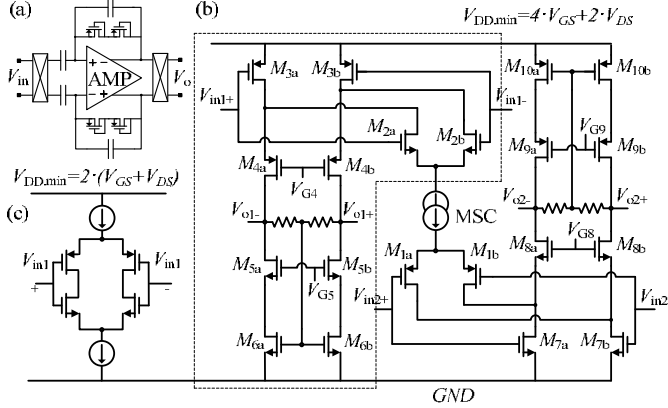 (a)
V_in
AMP
V_o
(b)
V_DD.min=4·V_GS+2·V_DS
M_3a
M_3b
M_10a
M_10b
V_in1+
V_in1-
M_2a
M_2b
M_9a
V_G9
M_9b
M_4a
M_4b
V_G4
V_DD.min=2·(V_GS+V_DS)
(c)
V_o1-
V_o1+
MSC
V_o2-
V_o2+
V_in1
V_in1
+
-
M_5a
M_5b
V_G5
M_1a
M_1b
M_8a
V_G8
M_8b
V_in2+
V_in2
M_6a
M_6b
M_7a
M_7b
GND